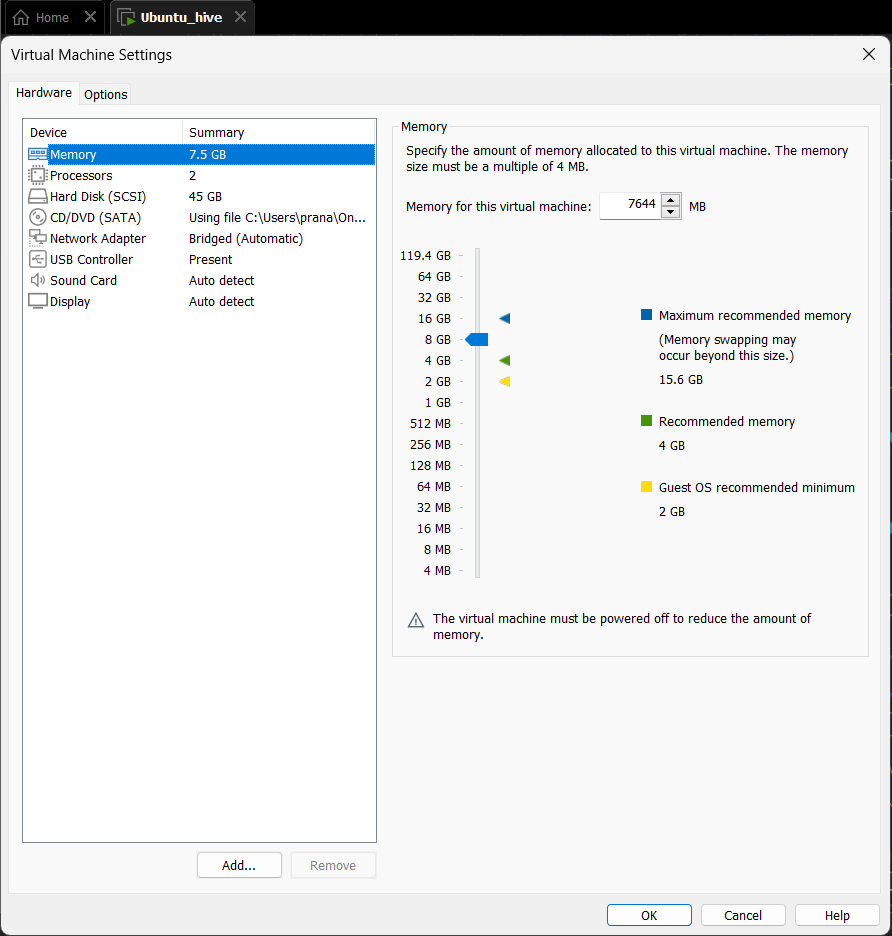 Home
Ubuntu_hive
Virtual Machine Settings
Hardware
Options
Device
Summary
Memory
7.5 GB
Processors
2
Hard Disk (SCSI)
45 GB
CD/DVD (SATA)
Using file C:\Users\prana\On...
Network Adapter
Bridged (Automatic)
USB Controller
Present
Sound Card
Auto detect
Display
Auto detect
Add...
Remove
Memory
Specify the amount of memory allocated to this virtual machine. The memory
size must be a multiple of 4 MB.
Memory for this virtual machine:
7644
MB
119.4 GB
64 GB
32 GB
16 GB
8 GB
4 GB
2 GB
1 GB
512 MB
256 MB
128 MB
64 MB
32 MB
16 MB
8 MB
4 MB
Maximum recommended memory
(Memory swapping may
occur beyond this size.)
15.6 GB
Recommended memory
4 GB
Guest OS recommended minimum
2 GB
The virtual machine must be powered off to reduce the amount of
memory.
OK
Cancel
Help